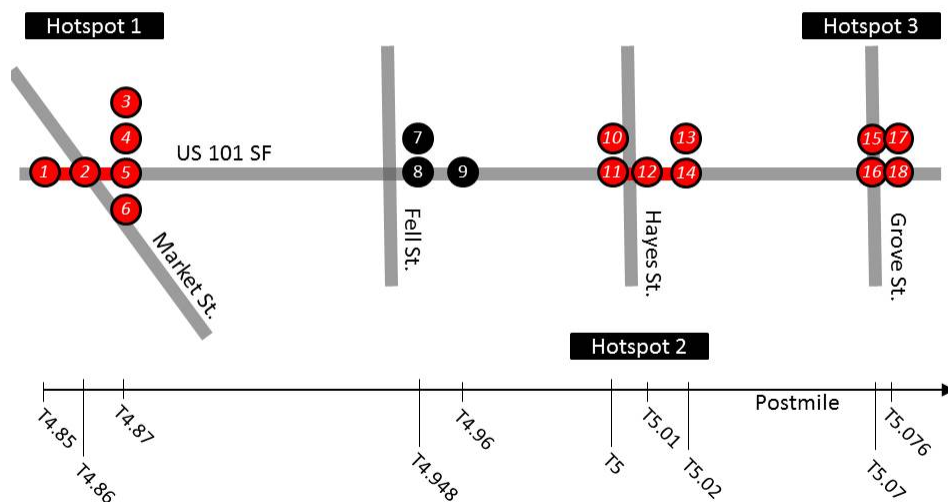 Hotspot 1
Hotspot 3
3
4
7
10
13
15
17
US 101 SF
1
2
5
8
9
11
12
14
16
18
6
Market St.
Fell St.
Hayes St.
Grove St.
Hotspot 2
Postmile
T4.85
T4.86
T4.87
T4.948
T4.96
T5
T5.01
T5.02
T5.07
T5.076